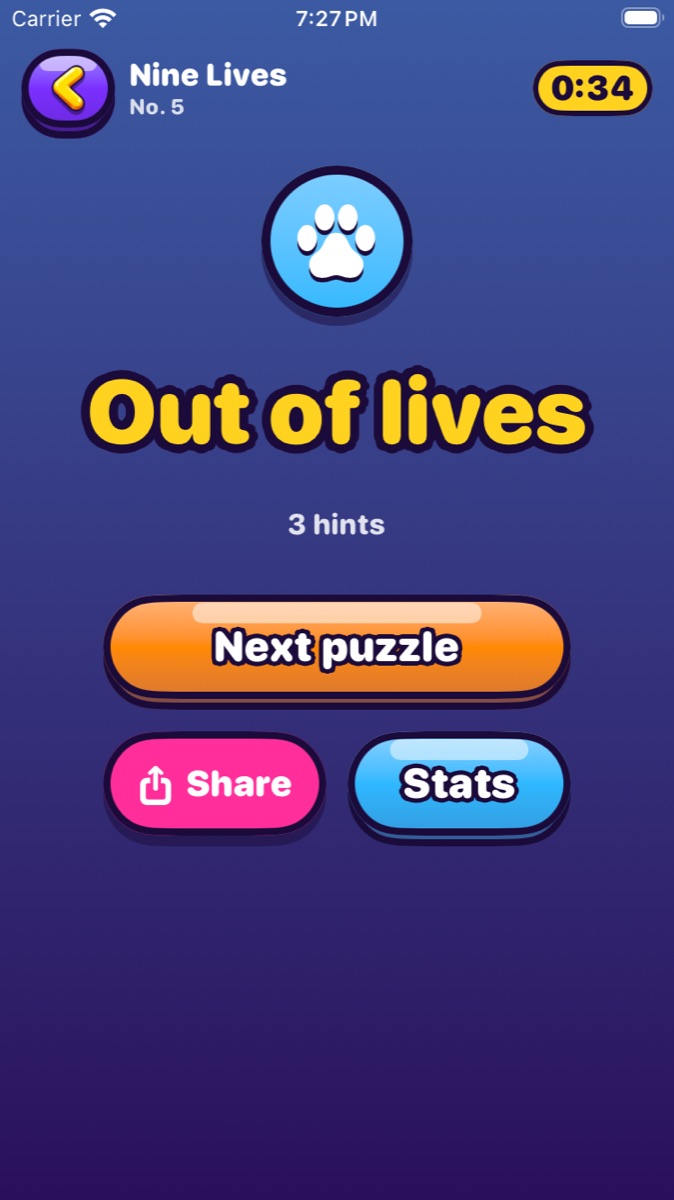 Carrier 7:27 PM
Nine Lives
No. 5
0:34
Out of lives
3 hints
Next puzzle
Share
Stats